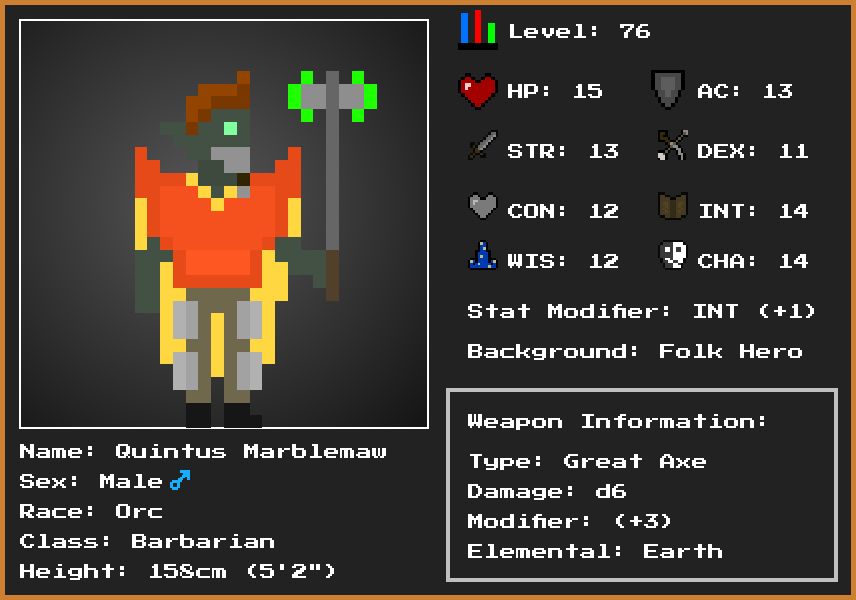 Level: 76
HP: 15 AC: 13
STR: 13 DEX: 11
CON: 12 INT: 14
WIS: 12 CHA: 14
Stat Modifier: INT (+1)
Background: Folk Hero
Weapon Information:
Type: Great Axe
Damage: d6
Modifier: (+3)
Elemental: Earth
Name: Quintus Marblemaw
Sex: Male♂
Race: Orc
Class: Barbarian
Height: 158cm (5'2")